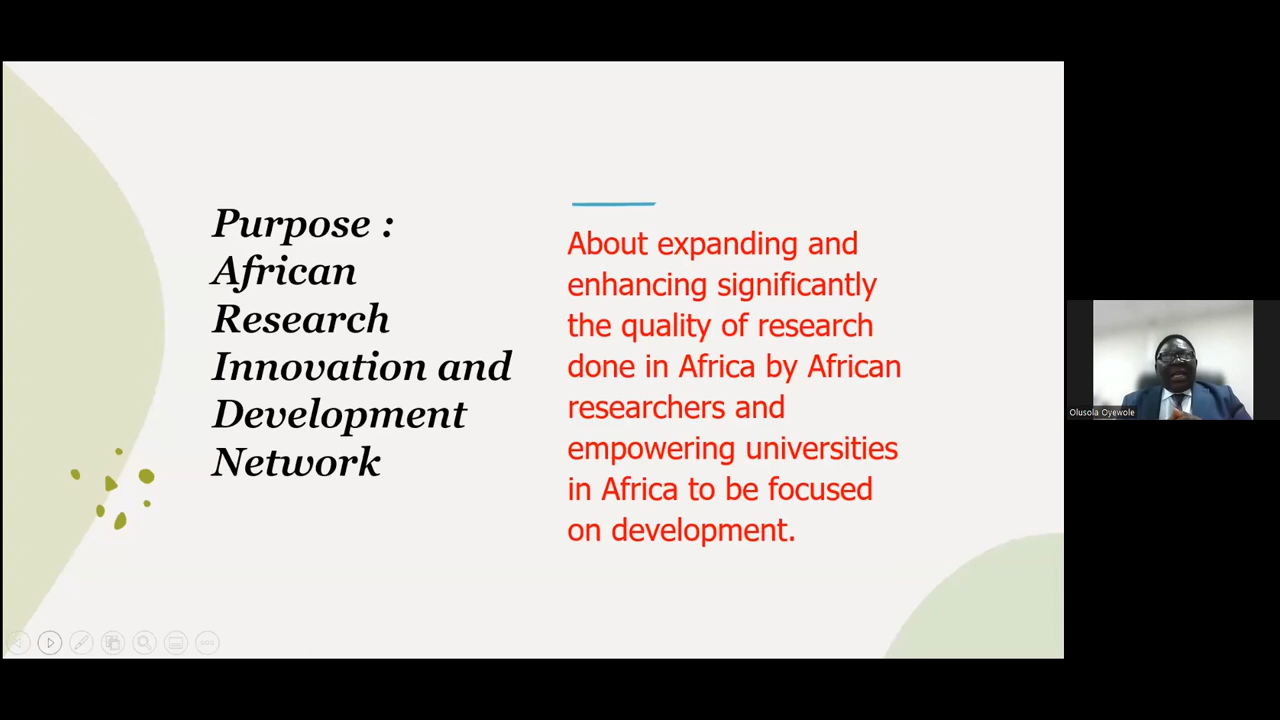 Purpose :
African
Research
Innovation and
Development
Network
About expanding and
enhancing significantly
the quality of research
done in Africa by African
researchers and
empowering universities
in Africa to be focused
on development.
Olusola Oyewole